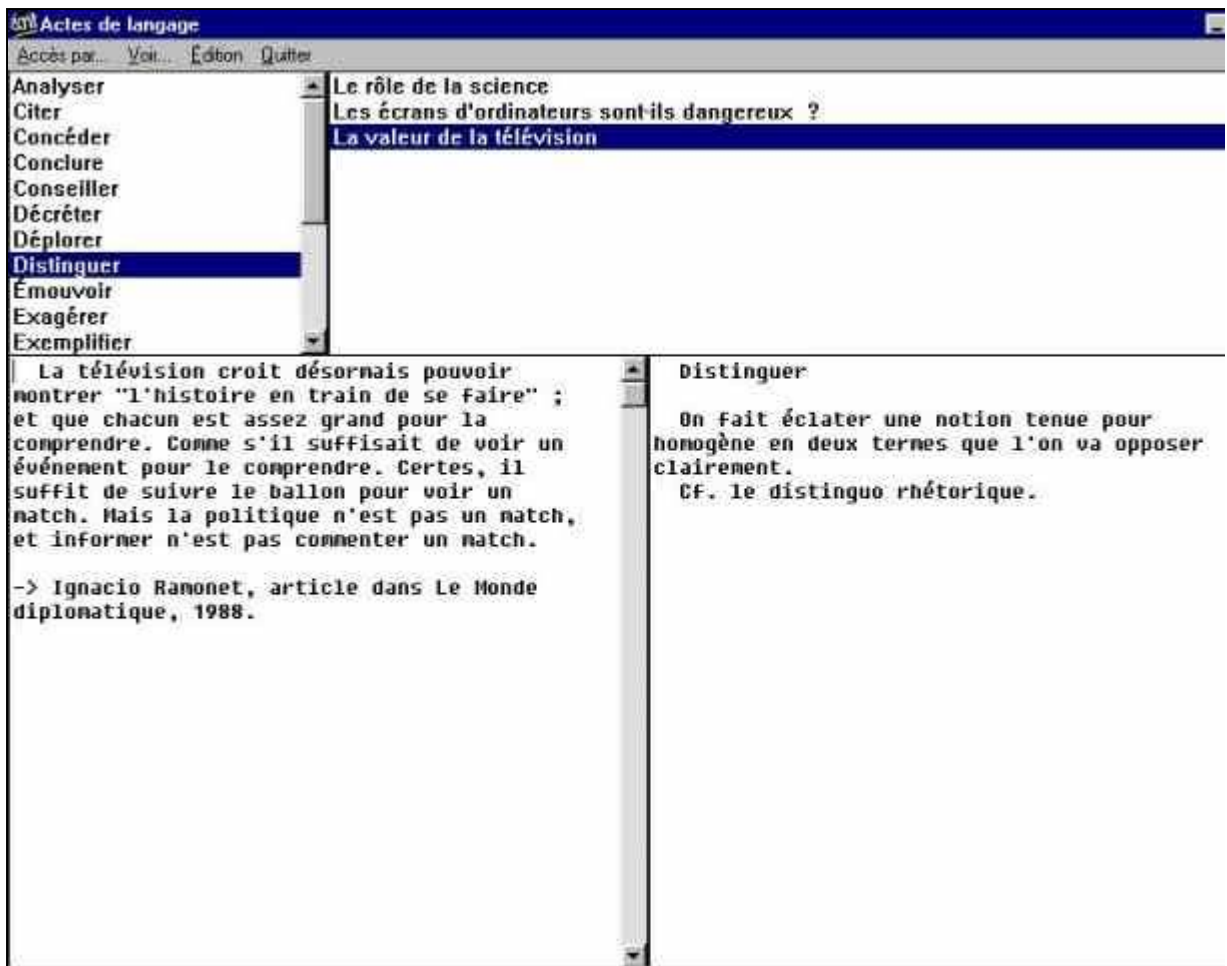 Actes de langage
Accès par... Voir... Édition Quitter
Analyser
Citer
Concéder
Conclure
Conseiller
Décréter
Déplorer
Distinguer
Émouvoir
Exagérer
Exemplifier
Le rôle de la science
Les écrans d'ordinateurs sont-ils dangereux ?
La valeur de la télévision
La télévision croit désormais pouvoir
montrer "l'histoire en train de se faire" ;
et que chacun est assez grand pour la
comprendre. Comme s'il suffisait de voir un
événement pour le comprendre. Certes, il
suffit de suivre le ballon pour voir un
match. Mais la politique n'est pas un match,
et informer n'est pas commenter un match.
-> Ignacio Ramonet, article dans Le Monde
diplomatique, 1988.
Distinguer
On fait éclater une notion tenue pour
homogène en deux termes que l'on va opposer
clairement.
Cf. le distinguo rhétorique.